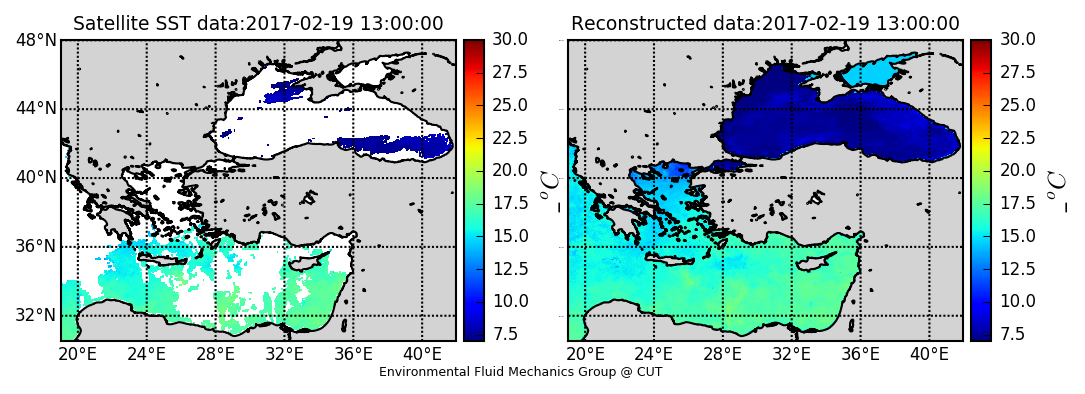 Satellite SST data:2017-02-19 13:00:00
48°N
44°N
40°N
36°N
32°N
20°E 24°E 28°E 32°E 36°E 40°E
30.0
27.5
25.0
22.5
20.0
17.5
15.0
12.5
10.0
7.5
_°C
Reconstructed data:2017-02-19 13:00:00
20°E 24°E 28°E 32°E 36°E 40°E
30.0
27.5
25.0
22.5
20.0
17.5
15.0
12.5
10.0
7.5
_°C
Environmental Fluid Mechanics Group @ CUT